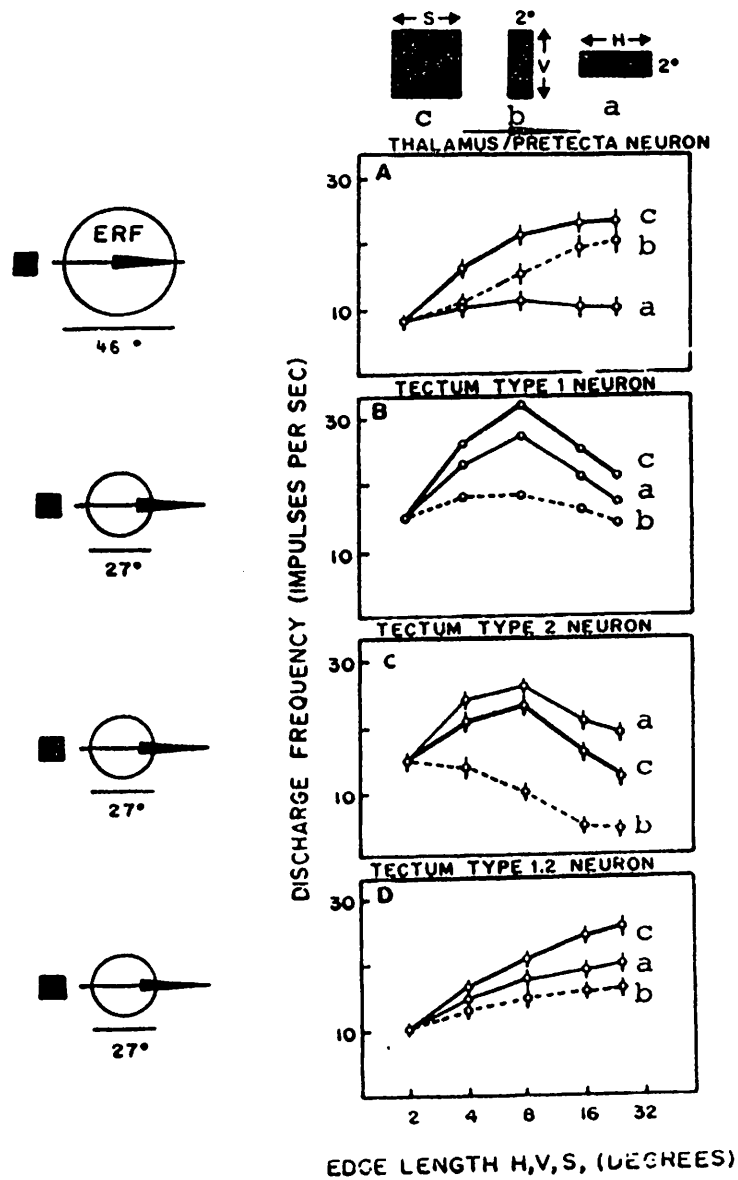 ← S → 2° ← H →
V 2°
c b a
THALAMUS/PRETECTA NEURON
A
30
10
c
b
a
ERF
46 °
TECTUM TYPE 1 NEURON
B
30
10
c
a
b
27°
TECTUM TYPE 2 NEURON
C
30
10
a
c
b
27°
TECTUM TYPE 1.2 NEURON
D
30
10
c
a
b
27°
2 4 8 16 32
DISCHARGE FREQUENCY (IMPULSES PER SEC)
EDGE LENGTH H,V,S, (DEGREES)